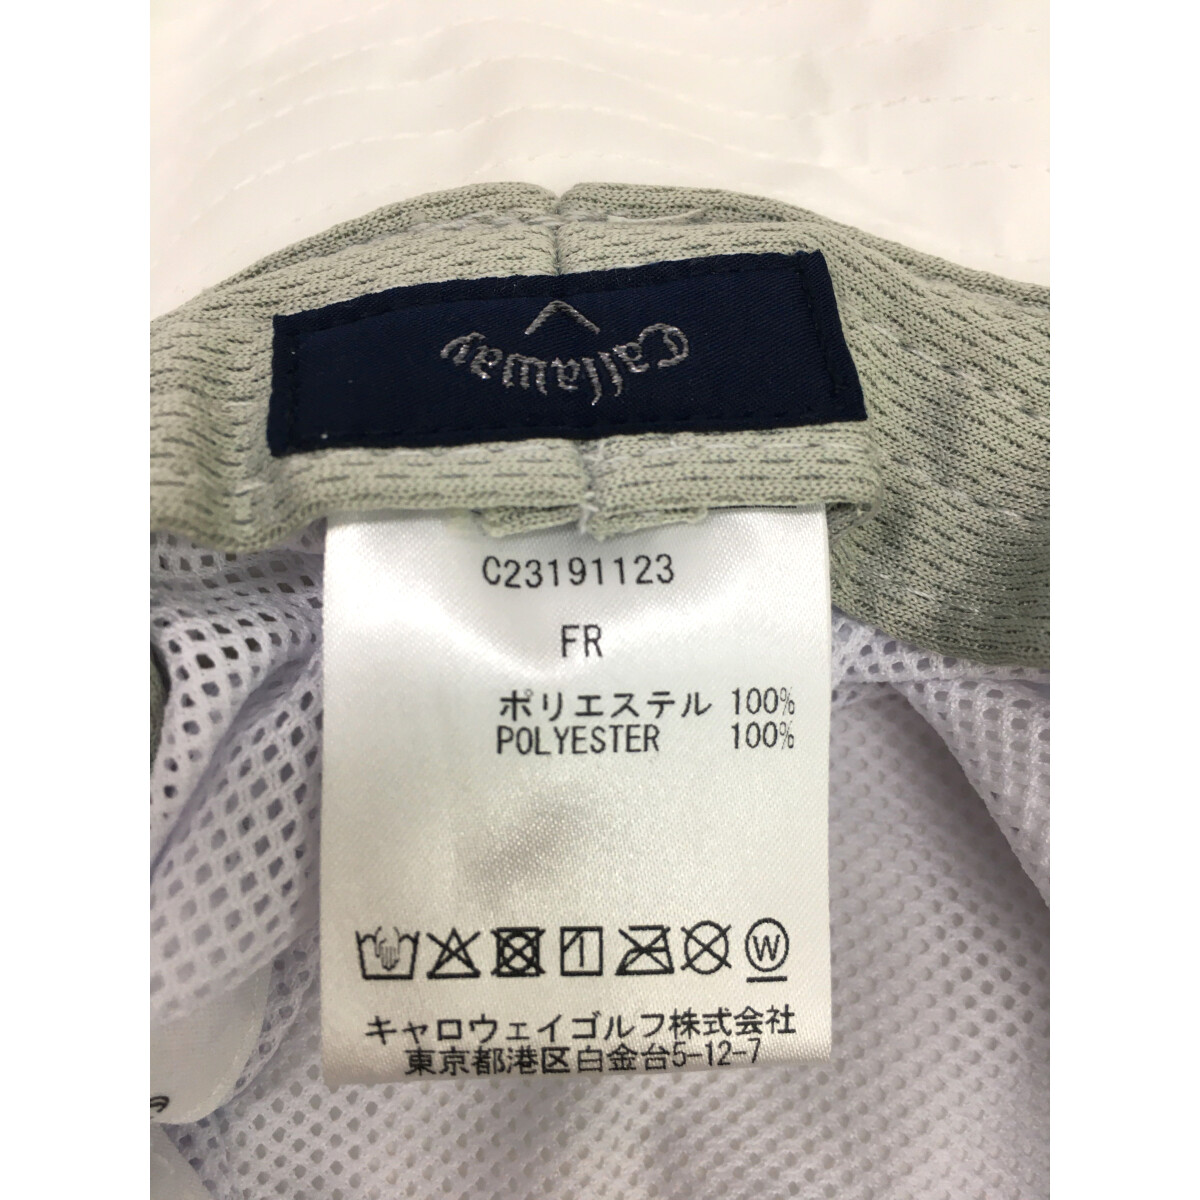 Callaway
C23191123
FR
ポリエステル 100%
POLYESTER 100%
W
キャロウェイゴルフ株式会社
東京都港区白金台5-12-7